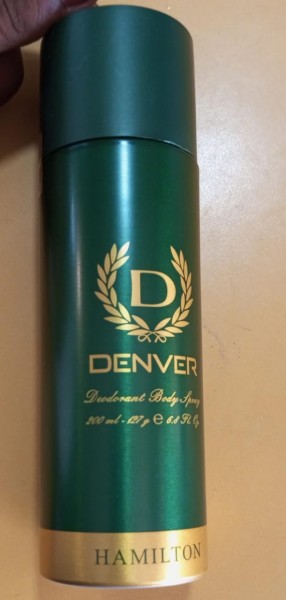 D
DENVER
Deodorant Body Spray
200 ml - 127 g e 6.8 Fl. Oz
HAMILTON